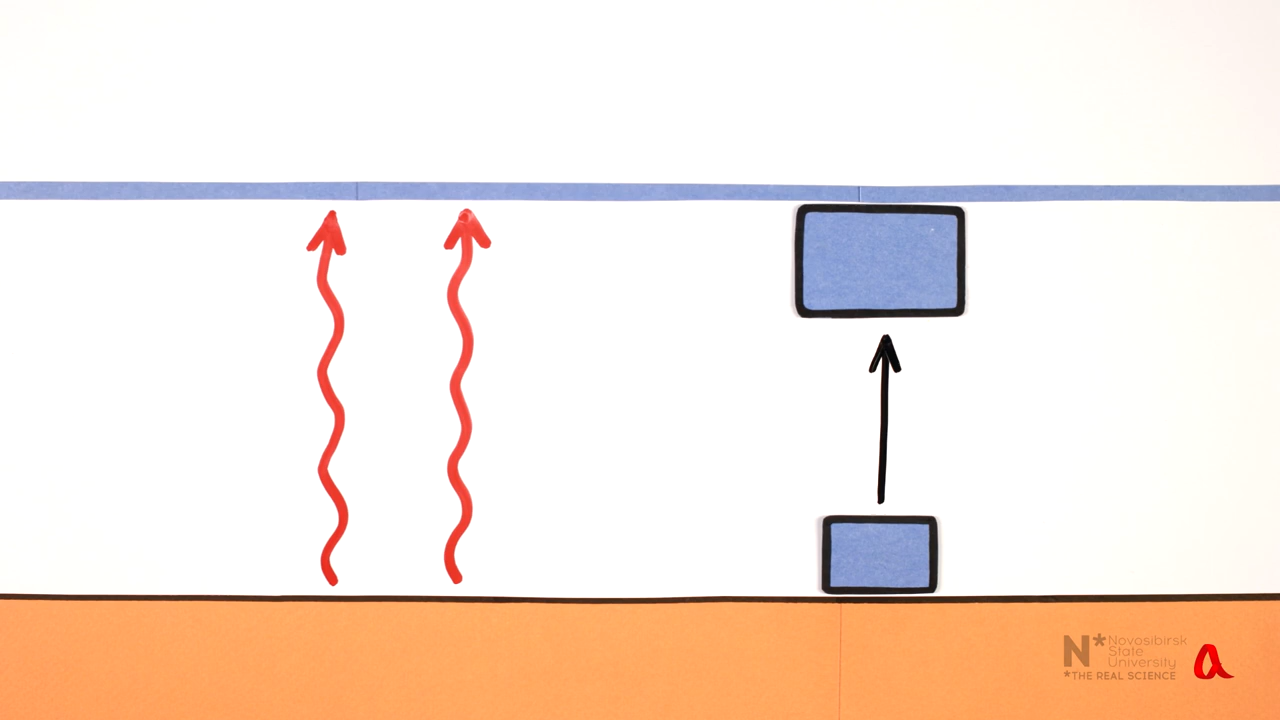 N*
Novosibirsk
State
University
*THE REAL SCIENCE
a